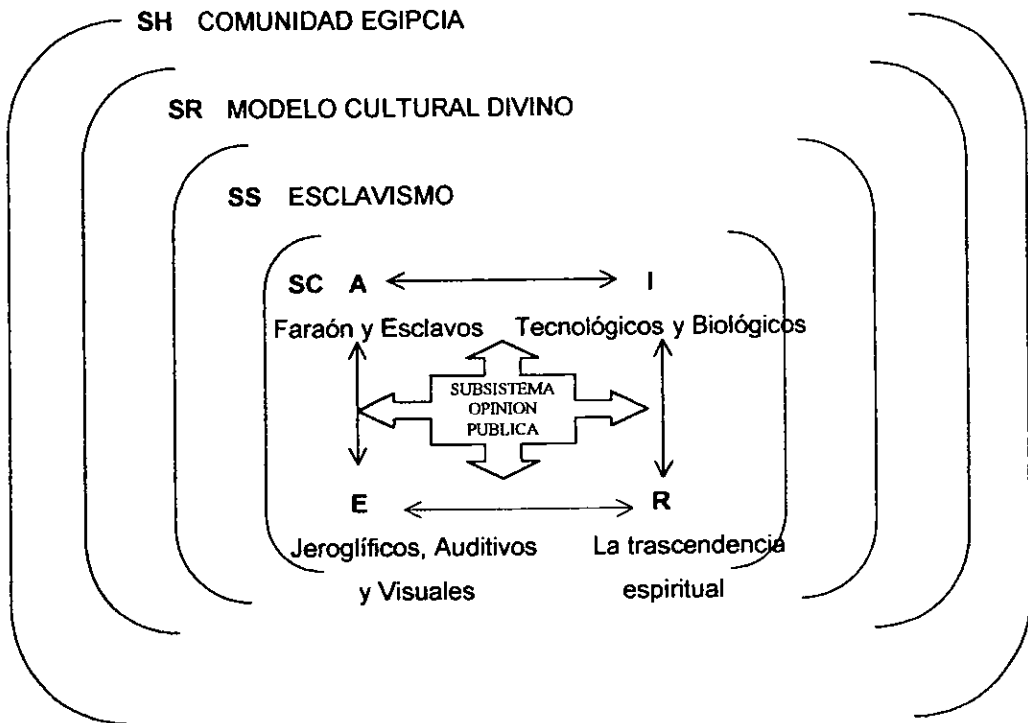 SH COMUNIDAD EGIPCIA
SR MODELO CULTURAL DIVINO
SS ESCLAVISMO
SC A I
Faraón y Esclavos Tecnológicos y Biológicos
SUBSISTEMA
OPINION
PUBLICA
E R
Jeroglíficos, Auditivos La trascendencia
y Visuales espiritual